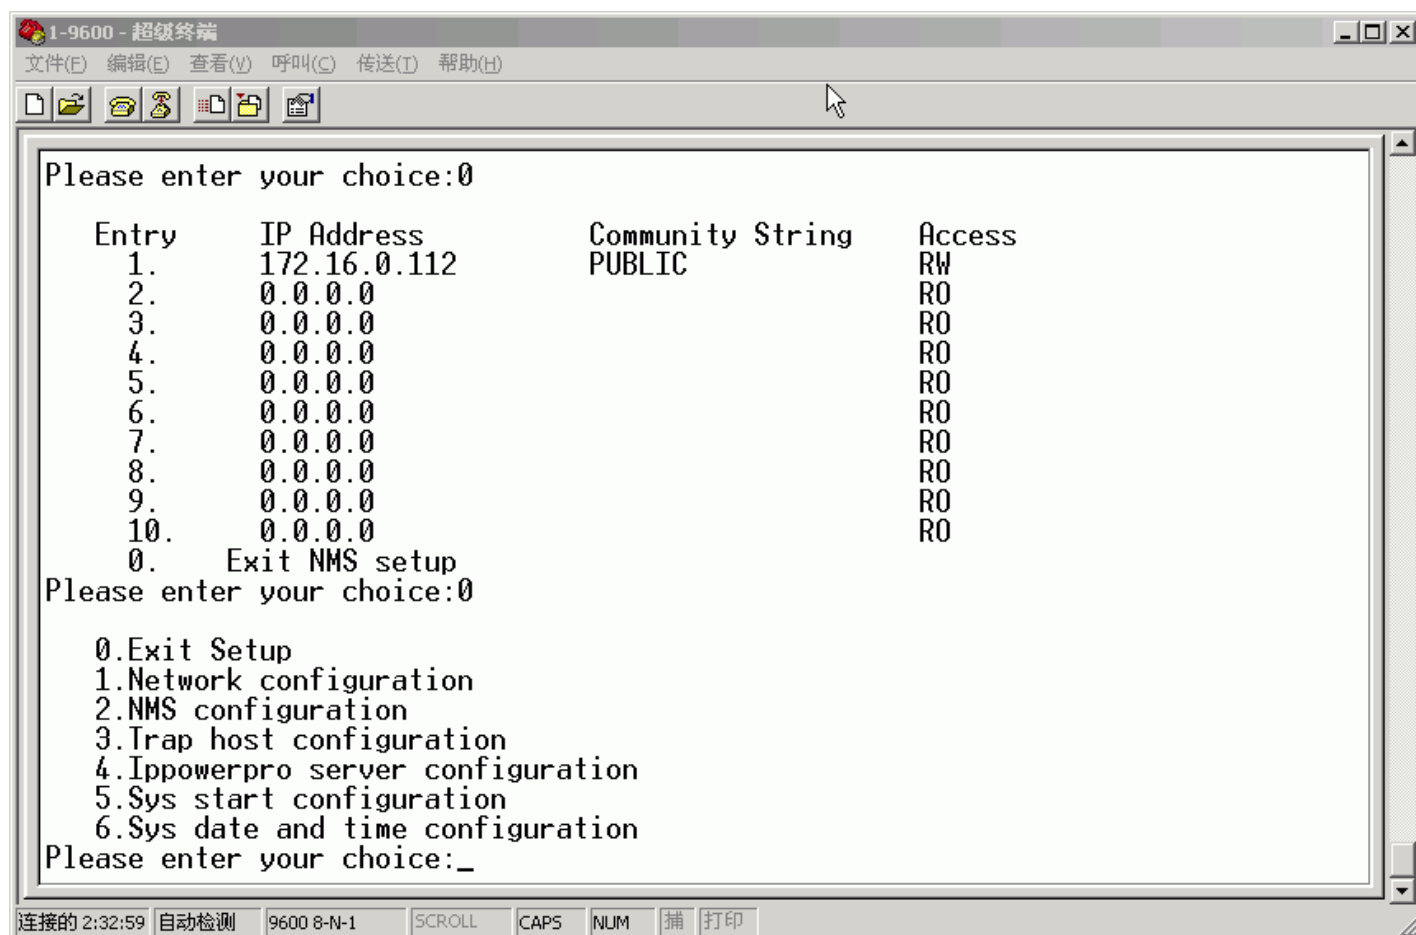 1-9600 - 超级终端
文件(F) 编辑(E) 查看(V) 呼叫(C) 传送(T) 帮助(H)
Please enter your choice:0
Entry IP Address Community String Access
1. 172.16.0.112 PUBLIC RW
2. 0.0.0.0 RO
3. 0.0.0.0 RO
4. 0.0.0.0 RO
5. 0.0.0.0 RO
6. 0.0.0.0 RO
7. 0.0.0.0 RO
8. 0.0.0.0 RO
9. 0.0.0.0 RO
10. 0.0.0.0 RO
0. Exit NMS setup
Please enter your choice:0
0.Exit Setup
1.Network configuration
2.NMS configuration
3.Trap host configuration
4.Ippowerpro server configuration
5.Sys start configuration
6.Sys date and time configuration
Please enter your choice:_
连接的 2:32:59 自动检测 9600 8-N-1 SCROLL CAPS NUM 捕 打印